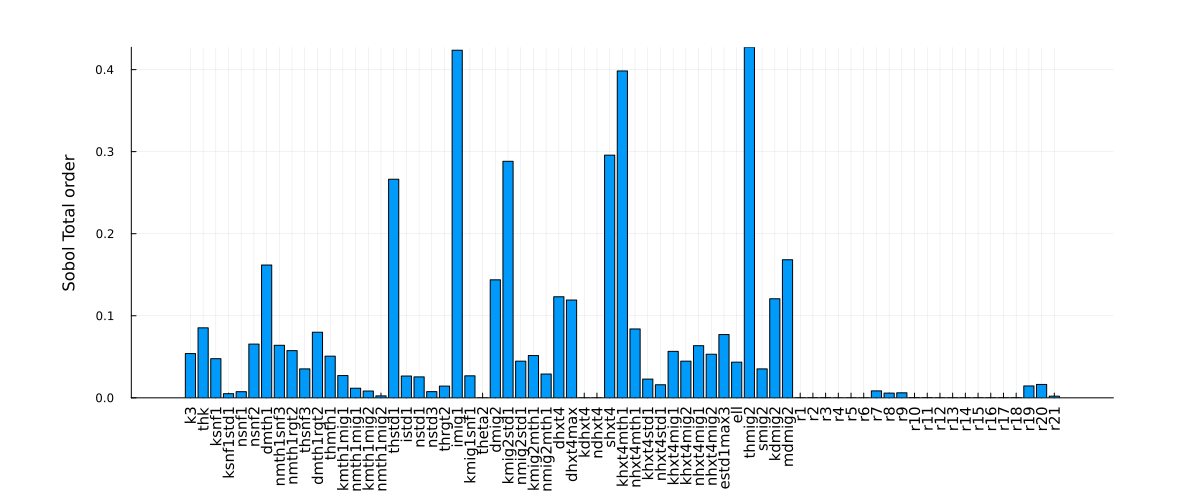 Sobol Total order
0.4
0.3
0.2
0.1
0.0
k3
thk
ksnf1
ksnf1std1
nsnf1
nsnf2
dmth1
nmth1snf3
nmth1rgt2
thsnf3
dmth1rgt2
thmth1
kmth1mig1
nmth1mig1
kmth1mig2
nmth1mig2
thstd1
istd1
nstd1
nstd3
thrgt2
imig1
kmig1snf1
theta2
dmig2
kmig2std1
nmig2std1
kmig2mth1
nmig2mth1
dhxt4
dhxt4max
kdhxt4
ndhxt4
shxt4
khxt4mth1
nhxt4mth1
khxt4std1
nhxt4std1
khxt4mig1
khxt4mig2
nhxt4mig1
nhxt4mig2
estd1max3
ell
thmig2
smig2
kdmig2
mdmig2
r1
r2
r3
r4
r5
r6
r7
r8
r9
r10
r11
r12
r13
r14
r15
r16
r17
r18
r19
r20
r21